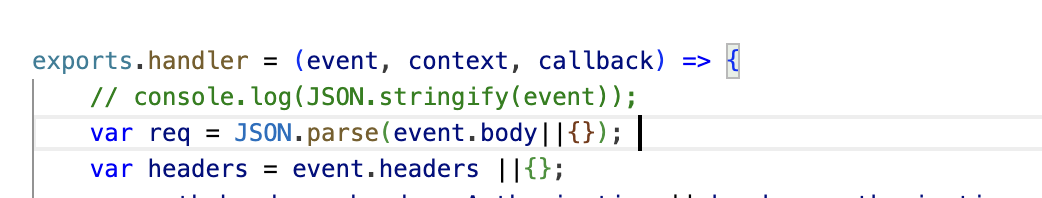 exports.handler = (event, context, callback) => {
// console.log(JSON.stringify(event));
var req = JSON.parse(event.body||{});
var headers = event.headers ||{};